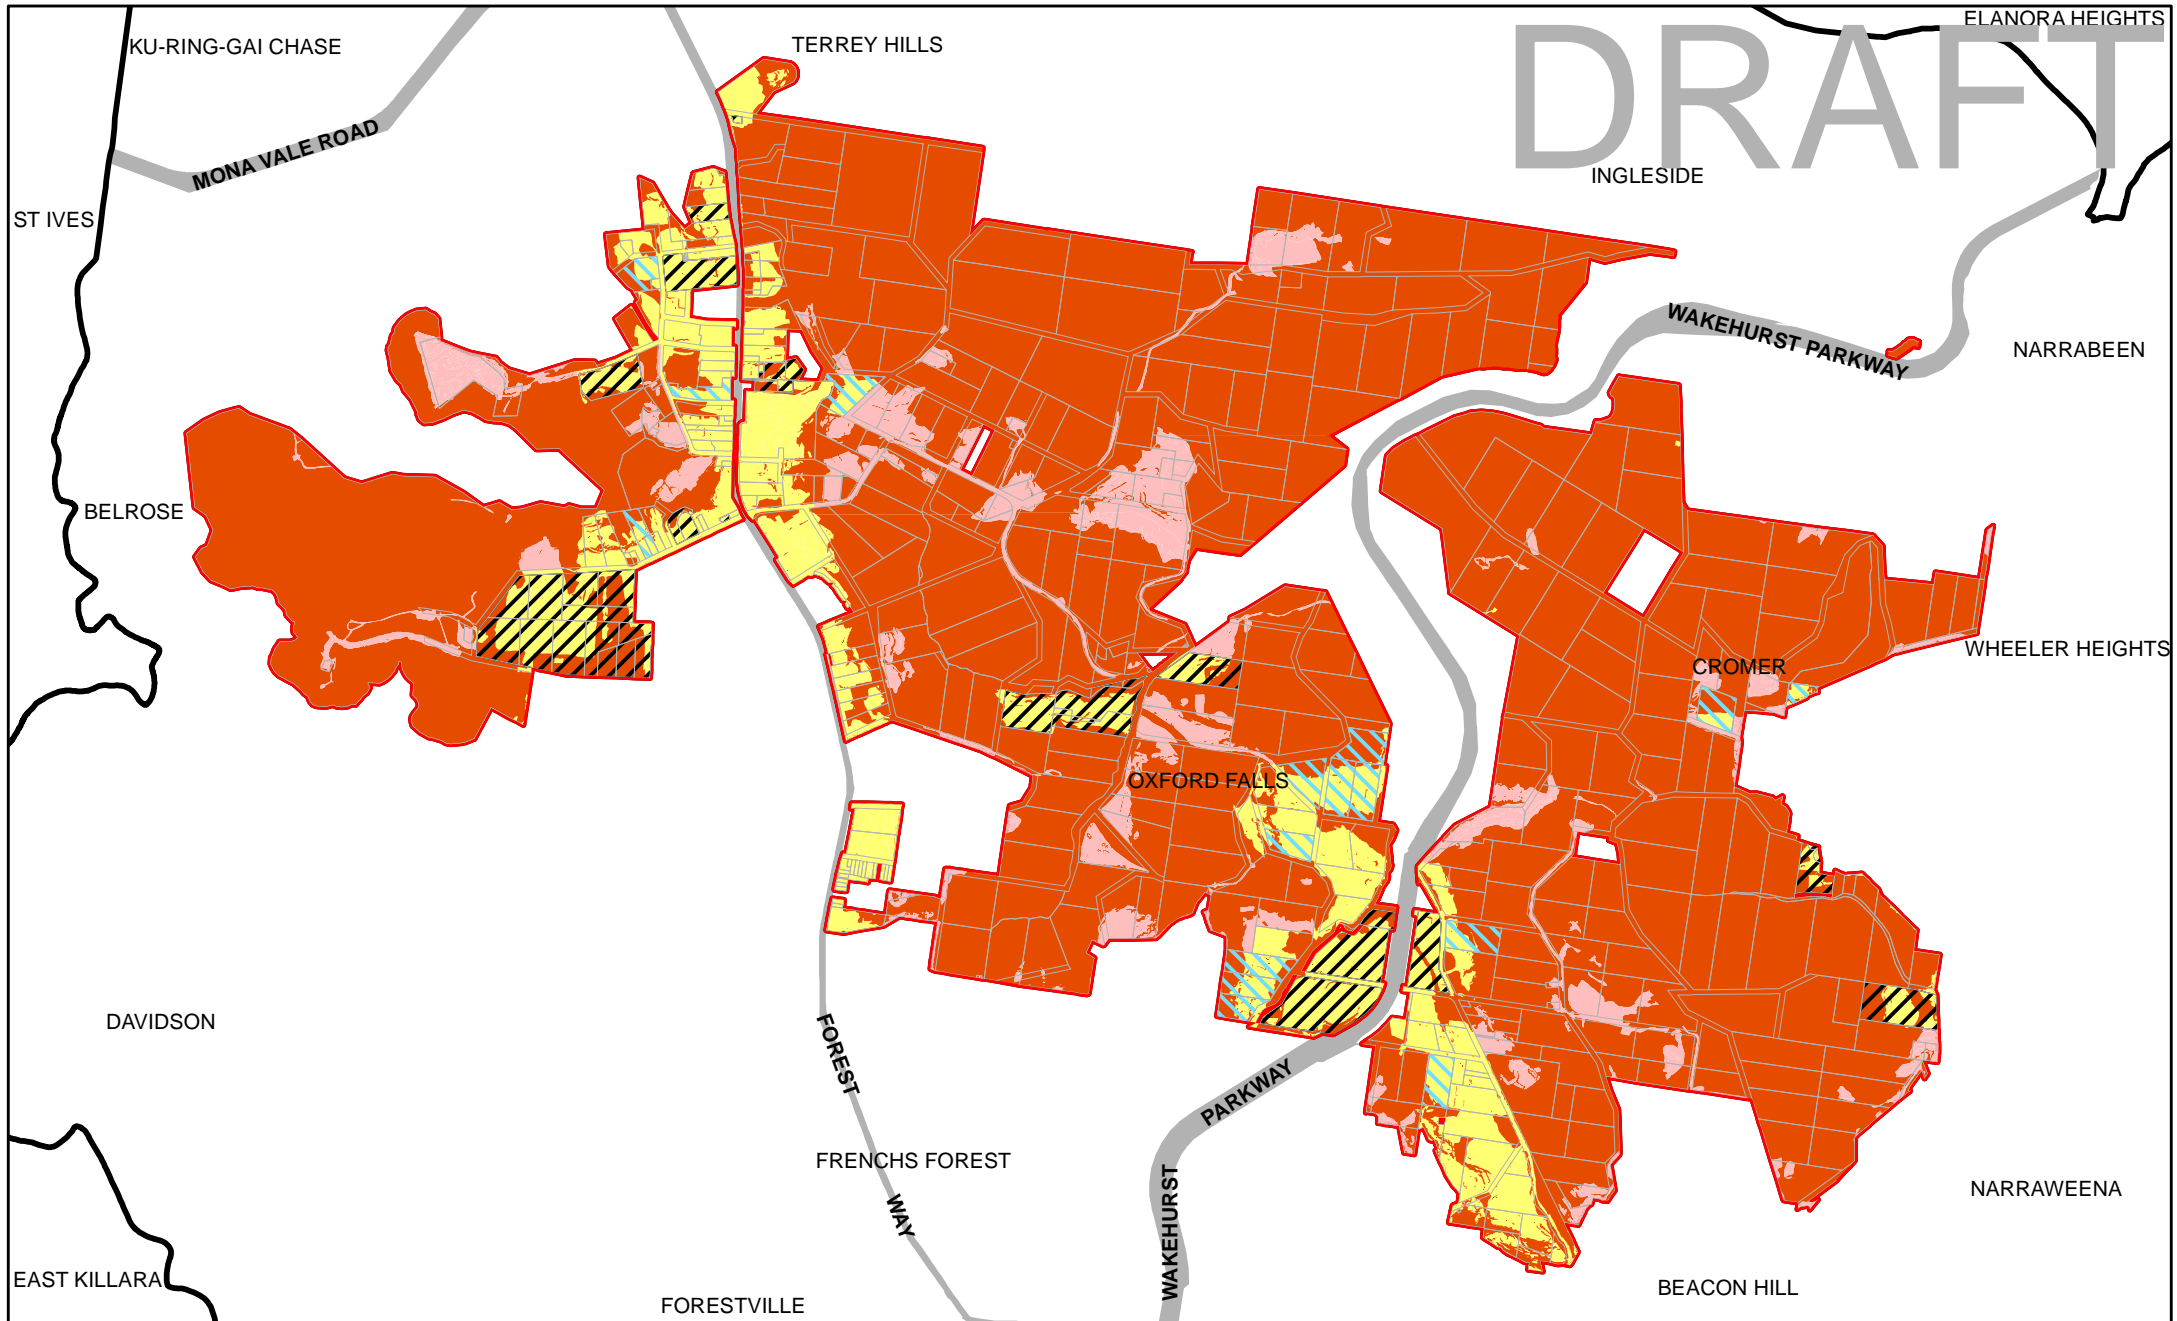 ELANORA HEIGHTS
DRAFT
KU-RING-GAI CHASE
TERREY HILLS
MONA VALE ROAD
INGLESIDE
ST IVES
WAKEHURST PARKWAY
NARRABEEN
BELROSE
WHEELER HEIGHTS
CROMER
OXFORD FALLS
DAVIDSON
FOREST
PARKWAY
FRENCHS FOREST
NARRAWEENA
WAY
WAKEHURST
EAST KILLARA
BEACON HILL
FORESTVILLE